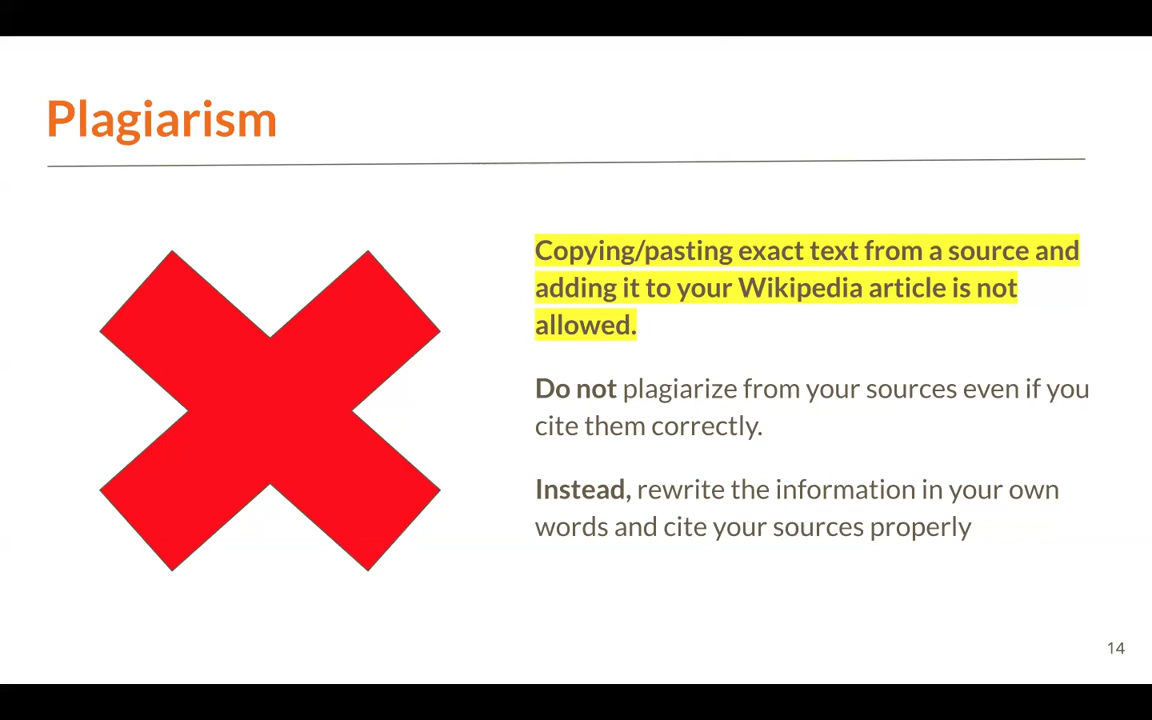 Plagiarism
Copying/pasting exact text from a source and
adding it to your Wikipedia article is not
allowed.
Do not plagiarize from your sources even if you
cite them correctly.
Instead, rewrite the information in your own
words and cite your sources properly
14